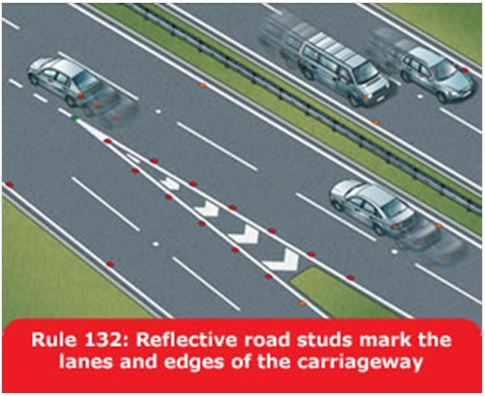 Rule 132: Reflective road studs mark the
lanes and edges of the carriageway